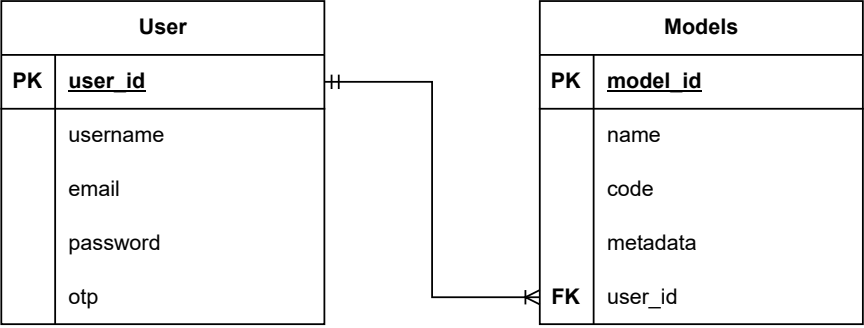 User
PK user_id
username
email
password
otp
Models
PK model_id
name
code
metadata
FK user_id